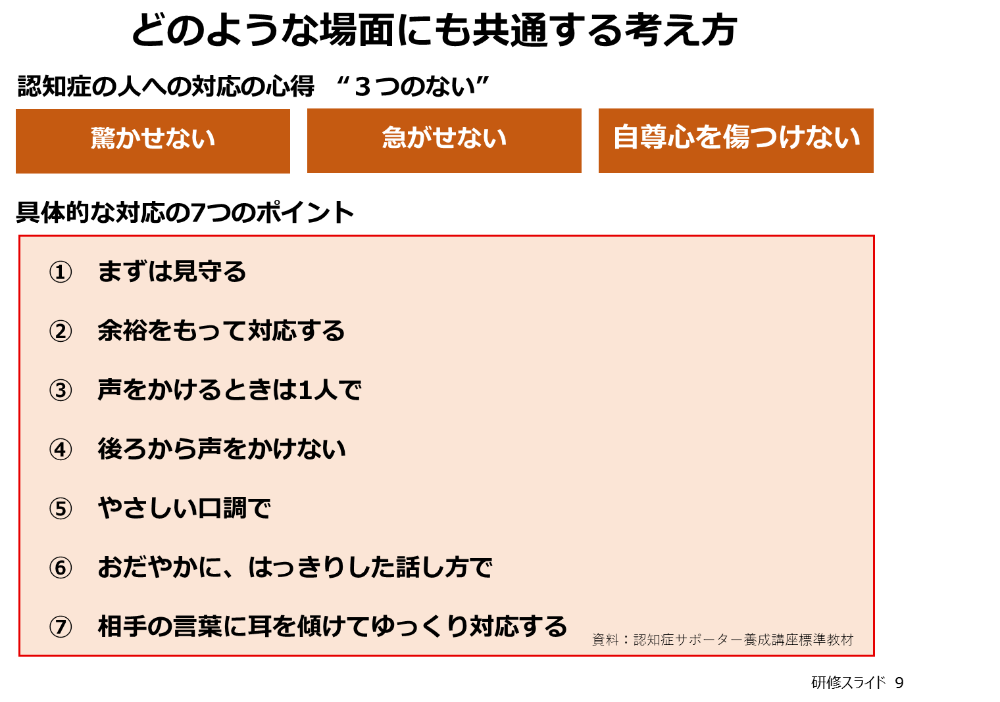 どのような場面にも共通する考え方
認知症の人への対応の心得　“３つのない”
驚かせない
急がせない
自尊心を傷つけない
具体的な対応の7つのポイント
①　まずは見守る
②　余裕をもって対応する
③　声をかけるときは1人で
④　後ろから声をかけない
⑤　やさしい口調で
⑥　おだやかに、はっきりした話し方で
⑦　相手の言葉に耳を傾けてゆっくり対応する
資料：認知症サポーター養成講座標準教材
研修スライド 9